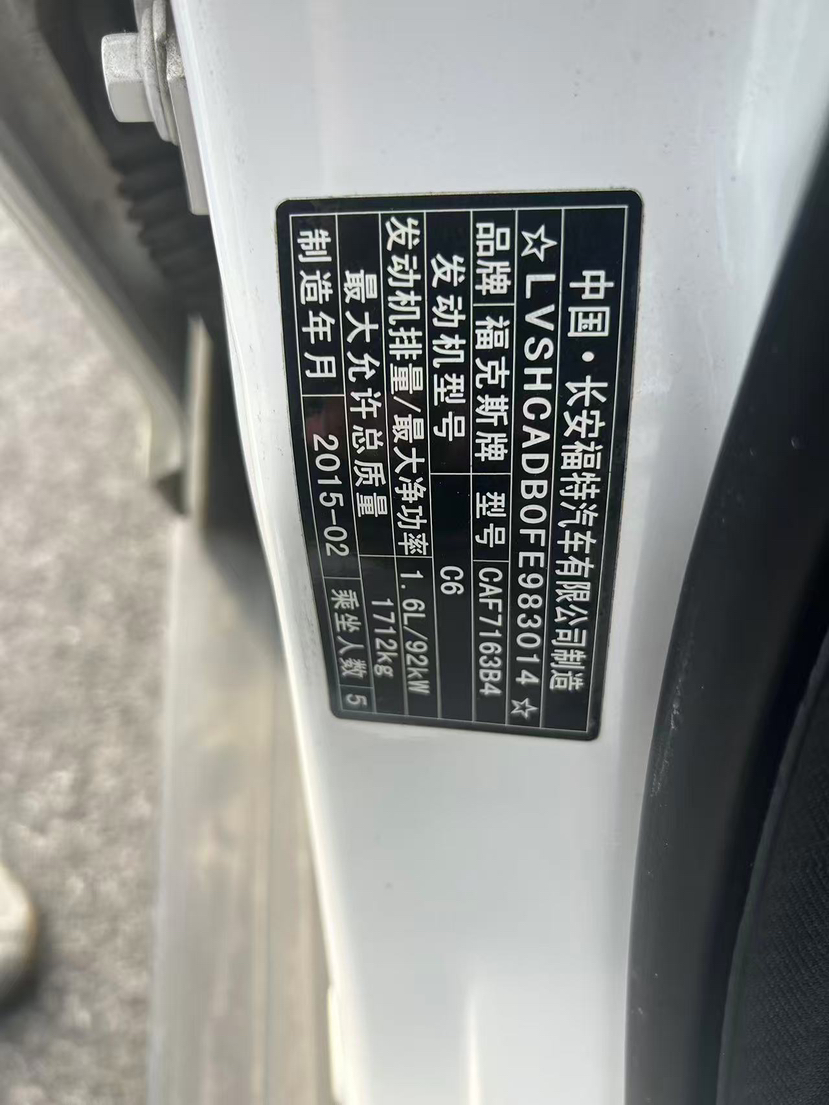 中国·长安福特汽车有限公司制造
☆LVSHCADB0FE983014☆
品牌 福克斯牌 型号 CAF7163B4
发动机型号 C6
发动机排量/最大净功率 1.6L/92kW
最大允许总质量 1712kg
制造年月 2015-02 乘坐人数 5